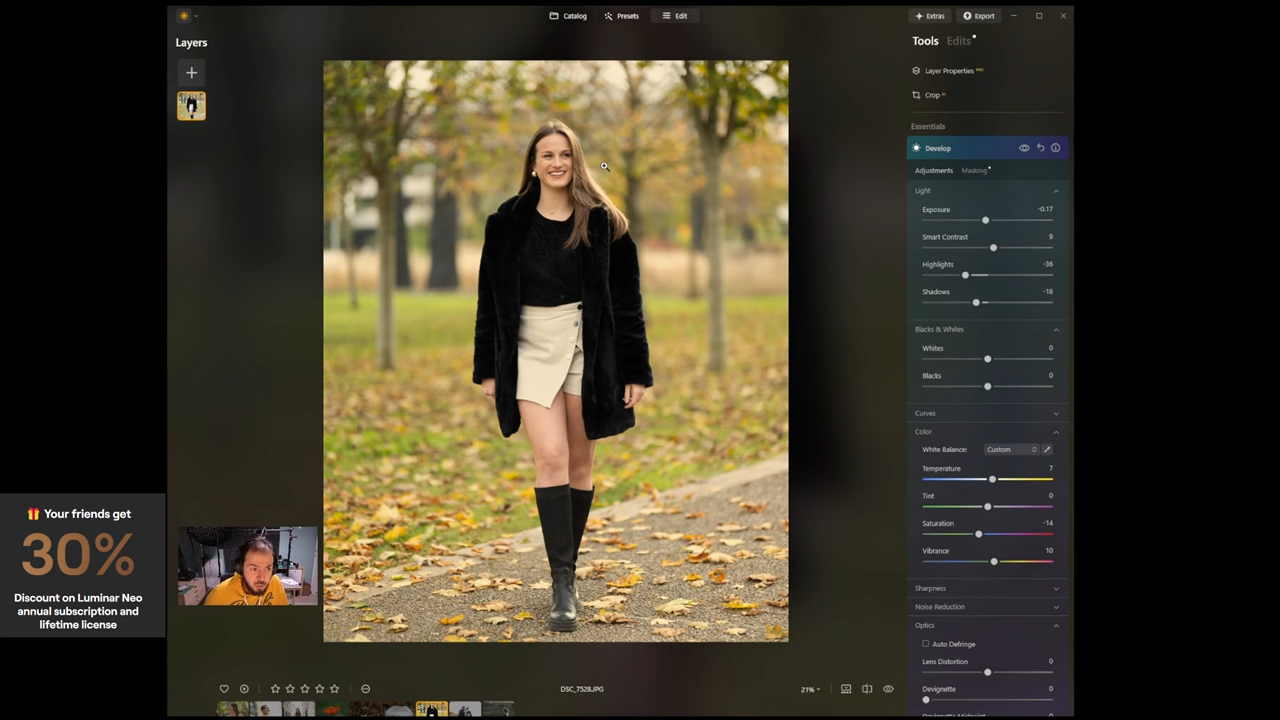 Catalog
Presets
Edit
Extras
Export
Layers
Tools
Edits
Layer Properties
Crop
Essentials
Develop
Adjustments
Masking
Light
Exposure
-0.17
Smart Contrast
9
Highlights
-36
Shadows
-18
Blacks & Whites
Whites
0
Blacks
0
Curves
Color
White Balance:
Custom
Temperature
7
Tint
0
Saturation
-14
Vibrance
10
Sharpness
Noise Reduction
Optics
Auto Defringe
Lens Distortion
0
Devignette
0
Your friends get
30%
Discount on Luminar Neo
annual subscription and
lifetime license
DSC_7528.JPG
21%